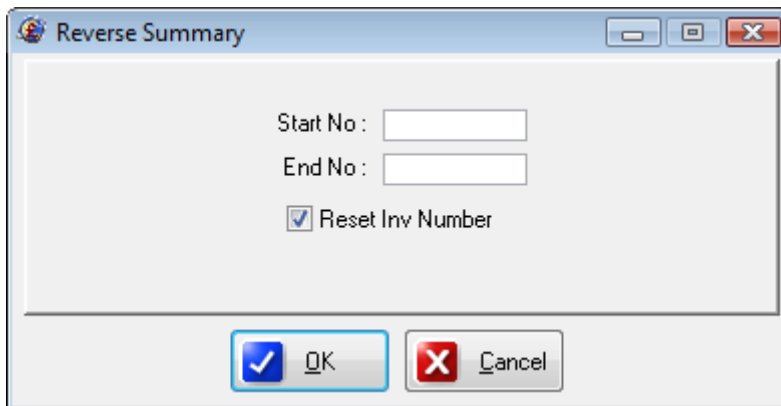 Reverse Summary
Start No :
End No :
Reset Inv Number
OK
Cancel